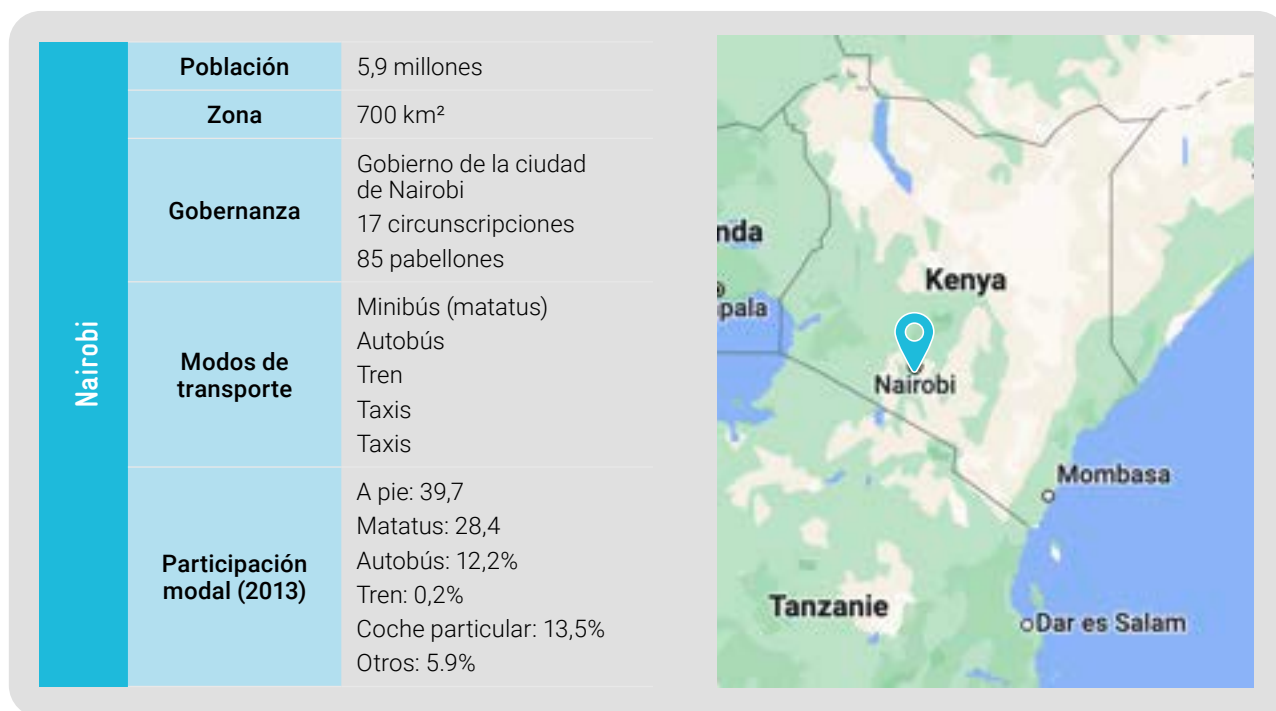 Nairobi
Población
5,9 millones
Zona
700 km²
Gobernanza
Gobierno de la ciudad
de Nairobi
17 circunscripciones
85 pabellones
Modos de
transporte
Minibús (matatus)
Autobús
Tren
Taxis
Taxis
Participación
modal (2013)
A pie: 39,7
Matatus: 28,4
Autobús: 12,2%
Tren: 0,2%
Coche particular: 13,5%
Otros: 5.9%
nda
Kenya
pala
Nairobi
Mombasa
Tanzanie
Dar es Salam